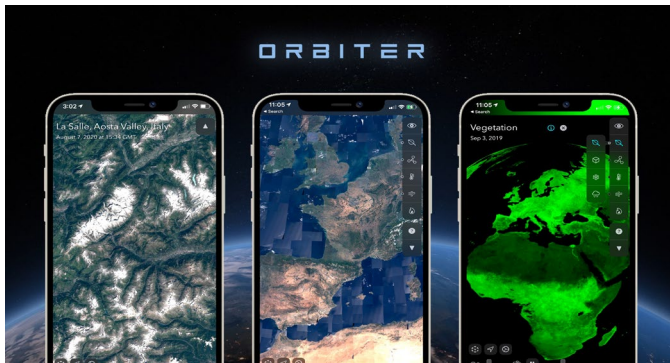 ORBITER
3:02
La Salle, Aosta Valley, Italy
11:05
Search
11:05
Search
Vegetation
Sep 3, 2019